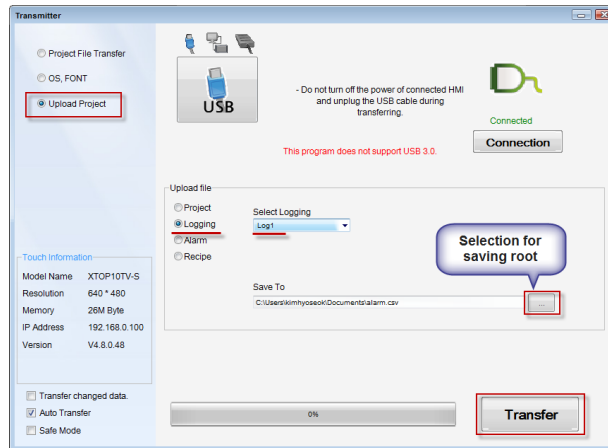 Transmitter
Project File Transfer
OS, FONT
Upload Project
USB
- Do not turn off the power of connected HMI
and unplug the USB cable during
transferring.
This program does not support USB 3.0.
Connected
Connection
Upload file
Project
Logging
Alarm
Recipe
Select Logging
Log1
Selection for
saving root
Save To
C:\Users\kimhyoseok\Documents\alarm.csv
...
Touch Information
Model Name XTOP10TV-S
Resolution 640 * 480
Memory 26M Byte
IP Address 192.168.0.100
Version V4.8.0.48
Transfer changed data.
Auto Transfer
Safe Mode
0%
Transfer